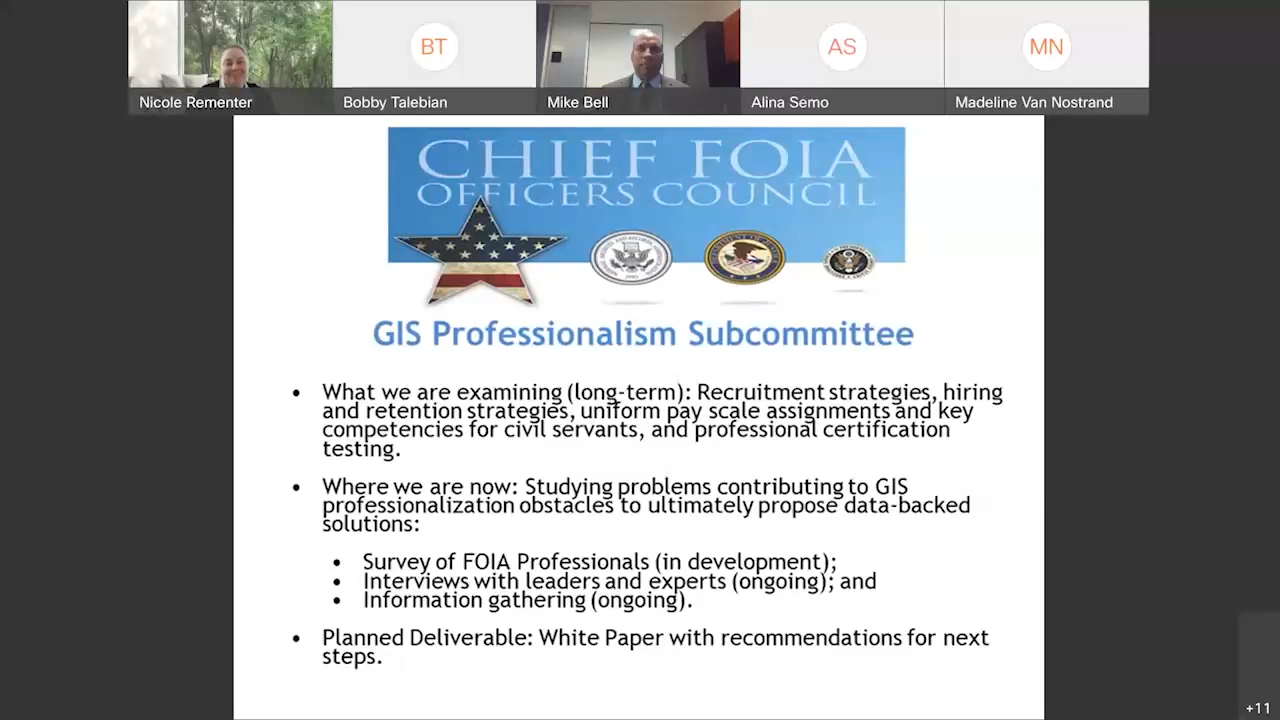 BT
AS
MN
Nicole Rementer
Bobby Talebian
Mike Bell
Alina Semo
Madeline Van Nostrand
CHIEF FOIA
OFFICERS COUNCIL
GIS Professionalism Subcommittee
• What we are examining (long-term): Recruitment strategies, hiring
and retention strategies, uniform pay scale assignments and key
competencies for civil servants, and professional certification
testing.
• Where we are now: Studying problems contributing to GIS
professionalization obstacles to ultimately propose data-backed
solutions:
• Survey of FOIA Professionals (in development);
• Interviews with leaders and experts (ongoing); and
• Information gathering (ongoing).
• Planned Deliverable: White Paper with recommendations for next
steps.
+11